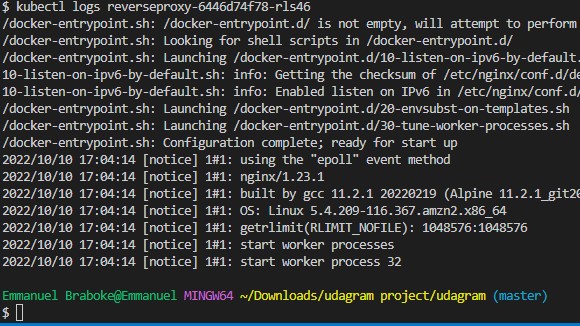 $ kubectl logs reverseproxy-6446d74f78-rls46
/docker-entrypoint.sh: /docker-entrypoint.d/ is not empty, will attempt to perform
/docker-entrypoint.sh: Looking for shell scripts in /docker-entrypoint.d/
/docker-entrypoint.sh: Launching /docker-entrypoint.d/10-listen-on-ipv6-by-default.
10-listen-on-ipv6-by-default.sh: info: Getting the checksum of /etc/nginx/conf.d/de
10-listen-on-ipv6-by-default.sh: info: Enabled listen on IPv6 in /etc/nginx/conf.d/
/docker-entrypoint.sh: Launching /docker-entrypoint.d/20-envsubst-on-templates.sh
/docker-entrypoint.sh: Launching /docker-entrypoint.d/30-tune-worker-processes.sh
/docker-entrypoint.sh: Configuration complete; ready for start up
2022/10/10 17:04:14 [notice] 1#1: using the "epoll" event method
2022/10/10 17:04:14 [notice] 1#1: nginx/1.23.1
2022/10/10 17:04:14 [notice] 1#1: built by gcc 11.2.1 20220219 (Alpine 11.2.1_git20
2022/10/10 17:04:14 [notice] 1#1: OS: Linux 5.4.209-116.367.amzn2.x86_64
2022/10/10 17:04:14 [notice] 1#1: getrlimit(RLIMIT_NOFILE): 1048576:1048576
2022/10/10 17:04:14 [notice] 1#1: start worker processes
2022/10/10 17:04:14 [notice] 1#1: start worker process 32
Emmanuel Braboke@Emmanuel MINGW64 ~/Downloads/udagram project/udagram (master)
$